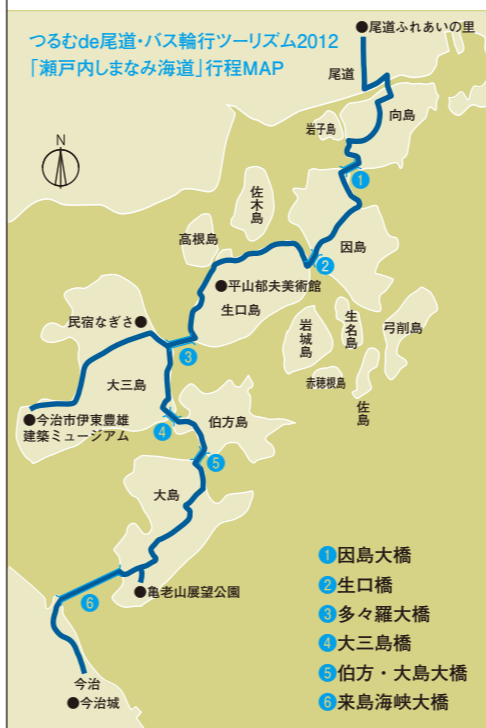 つるむde尾道・バス輪行ツーリズム2012
「瀬戸内しまなみ海道」行程MAP
●尾道ふれあいの里
尾道
向島
岩子島
N
1
佐木島
高根島
因島
2
●平山郁夫美術館
生口島
民宿なぎさ●
生名島
弓削島
岩城島
3
赤穂根島
佐島
大三島
●今治市伊東豊雄
建築ミュージアム
4
伯方島
5
大島
●亀老山展望公園
6
今治
●今治城
1因島大橋
2生口橋
3多々羅大橋
4大三島橋
5伯方・大島大橋
6来島海峡大橋